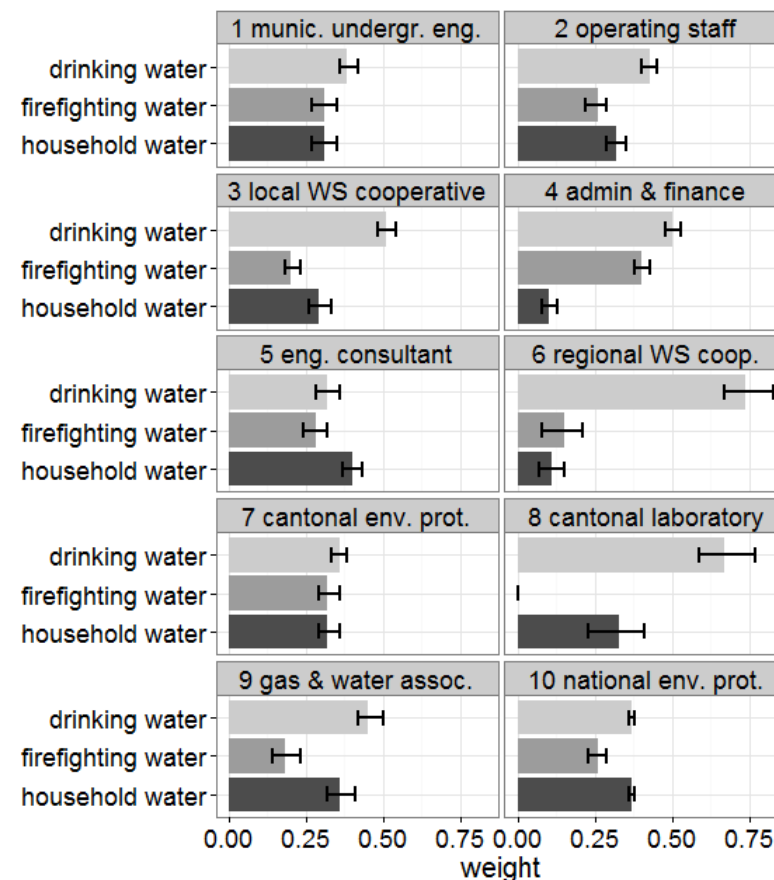 1 munic. undergr. eng. 2 operating staff
drinking water
firefighting water
household water
3 local WS cooperative 4 admin & finance
drinking water
firefighting water
household water
5 eng. consultant 6 regional WS coop.
drinking water
firefighting water
household water
7 cantonal env. prot. 8 cantonal laboratory
drinking water
firefighting water
household water
9 gas & water assoc. 10 national env. prot.
drinking water
firefighting water
household water
0.00 0.25 0.50 0.75 0.00 0.25 0.50 0.75
weight